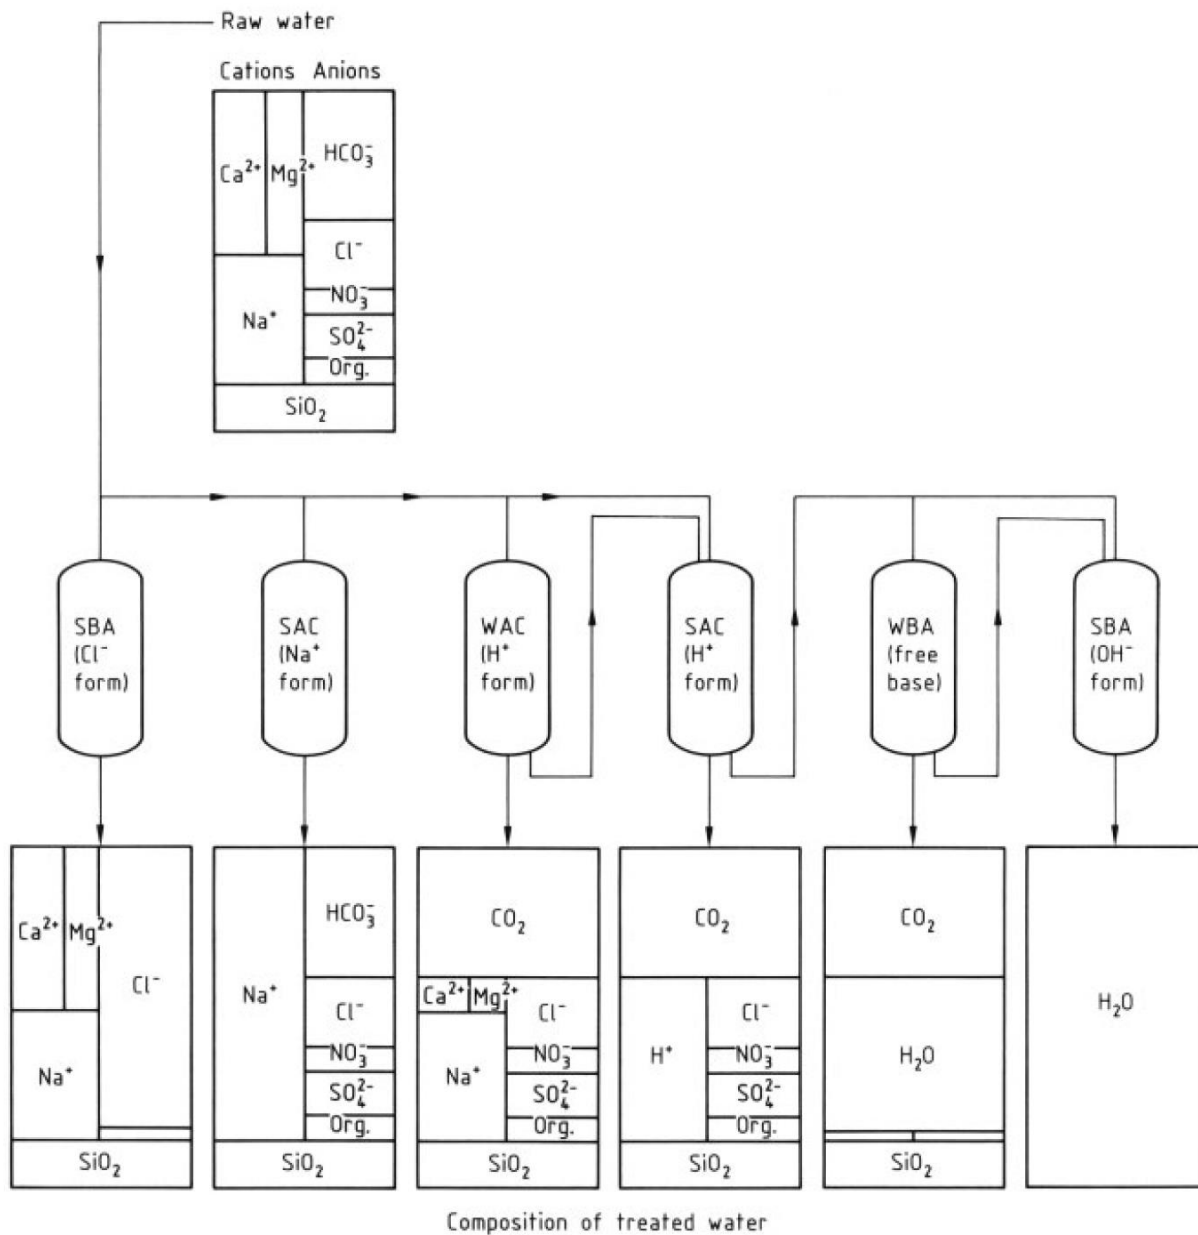 Raw water
Cations Anions
Ca²⁺ Mg²⁺ HCO₃⁻
Cl⁻
NO₃⁻
Na⁺
SO₄²⁻
Org.
SiO₂
SBA
(Cl⁻
form)
SAC
(Na⁺
form)
WAC
(H⁺
form)
SAC
(H⁺
form)
WBA
(free
base)
SBA
(OH⁻
form)
Ca²⁺ Mg²⁺
Cl⁻
Na⁺
SiO₂
HCO₃⁻
Na⁺
Cl⁻
NO₃⁻
SO₄²⁻
Org.
SiO₂
CO₂
Ca²⁺ Mg²⁺
Cl⁻
NO₃⁻
Na⁺
SO₄²⁻
Org.
SiO₂
CO₂
Cl⁻
H⁺
NO₃⁻
SO₄²⁻
Org.
SiO₂
CO₂
H₂O
SiO₂
H₂O
Composition of treated water